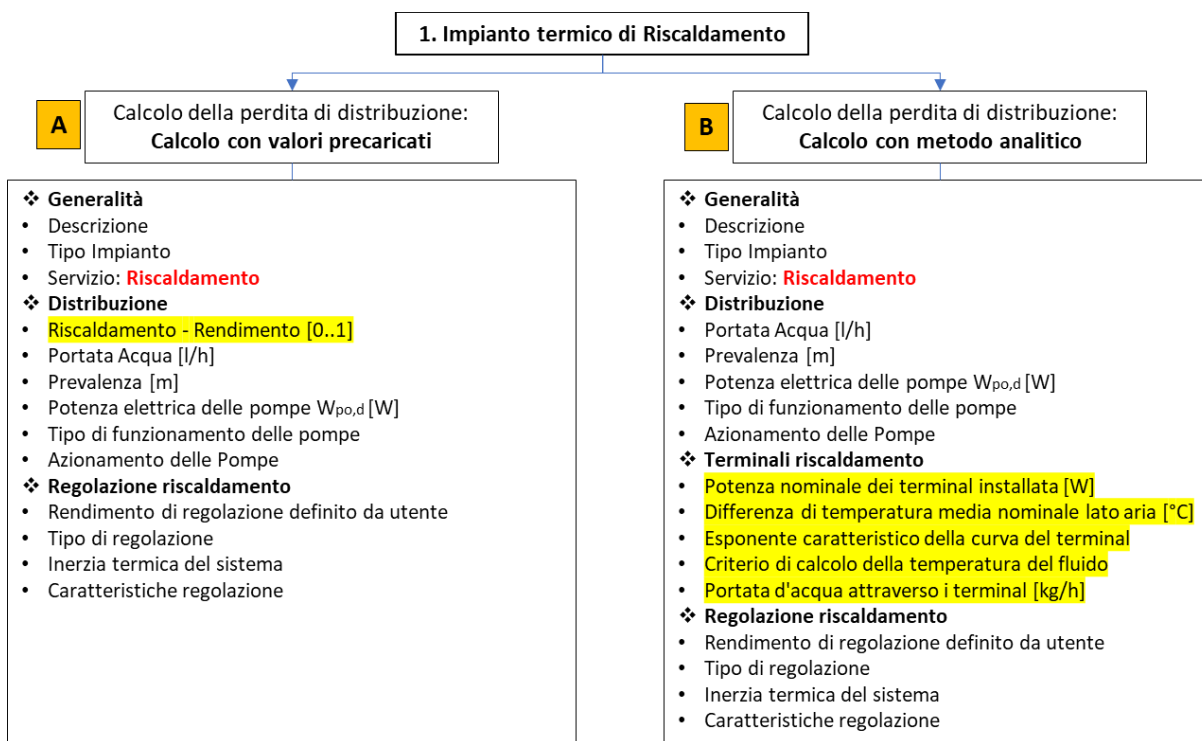 1. Impianto termico di Riscaldamento
A
Calcolo della perdita di distribuzione:
Calcolo con valori precaricati
❖ Generalità
• Descrizione
• Tipo Impianto
• Servizio: Riscaldamento
❖ Distribuzione
• Riscaldamento - Rendimento [0..1]
• Portata Acqua [l/h]
• Prevalenza [m]
• Potenza elettrica delle pompe Wpo,d [W]
• Tipo di funzionamento delle pompe
• Azionamento delle Pompe
❖ Regolazione riscaldamento
• Rendimento di regolazione definito da utente
• Tipo di regolazione
• Inerzia termica del sistema
• Caratteristiche regolazione
B
Calcolo della perdita di distribuzione:
Calcolo con metodo analitico
❖ Generalità
• Descrizione
• Tipo Impianto
• Servizio: Riscaldamento
❖ Distribuzione
• Portata Acqua [l/h]
• Prevalenza [m]
• Potenza elettrica delle pompe Wpo,d [W]
• Tipo di funzionamento delle pompe
• Azionamento delle Pompe
❖ Terminali riscaldamento
• Potenza nominale dei terminal installata [W]
• Differenza di temperatura media nominale lato aria [°C]
• Esponente caratteristico della curva del terminal
• Criterio di calcolo della temperatura del fluido
• Portata d'acqua attraverso i terminal [kg/h]
❖ Regolazione riscaldamento
• Rendimento di regolazione definito da utente
• Tipo di regolazione
• Inerzia termica del sistema
• Caratteristiche regolazione